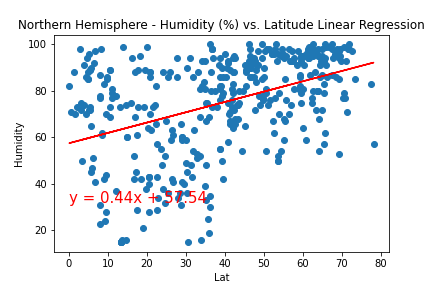 Northern Hemisphere - Humidity (%) vs. Latitude Linear Regression
100
80
60
40
20
Humidity
y = 0.44x + 57.54
0 10 20 30 40 50 60 70 80
Lat